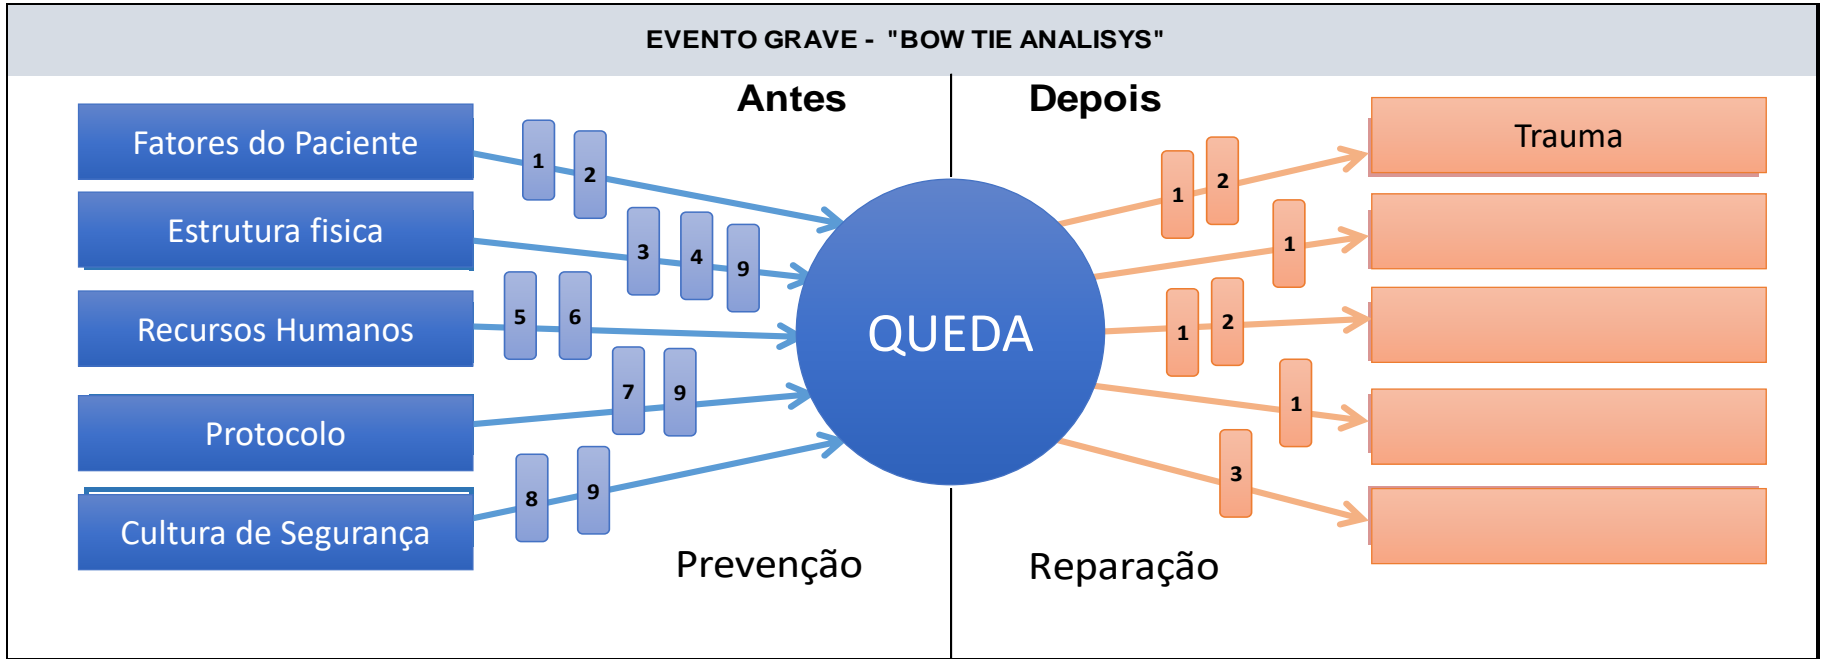 EVENTO GRAVE - "BOW TIE ANALISYS"
Antes
Depois
Fatores do Paciente
1
2
Estrutura fisica
3
4
9
Recursos Humanos
5
6
Protocolo
7
9
Cultura de Segurança
8
9
QUEDA
1
2
Trauma
1
1
2
1
3
Prevenção
Reparação